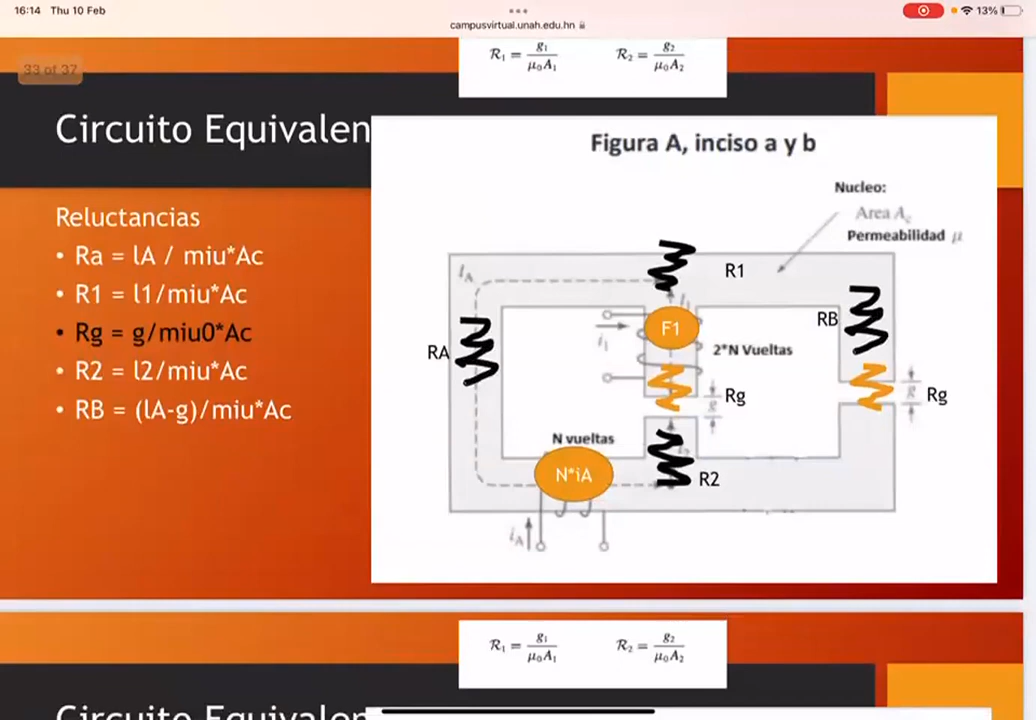 16:14 Thu 10 Feb
campusvirtual.unah.edu.hn
13%
33 of 37
R₁ = g₁/μ₀A₁ R₂ = g₂/μ₀A₂
Circuito Equivalen
Figura A, inciso a y b
Nucleo:
Area A꜀
Permeabilidad μ
Reluctancias
• Ra = lA / miu*Ac
• R1 = l1/miu*Ac
• Rg = g/miu0*Ac
• R2 = l2/miu*Ac
• RB = (lA-g)/miu*Ac
lA
R1
RB
F1
i₁
2*N Vueltas
RA
g
Rg
g
Rg
N vueltas
N*iA
R2
iA
R₁ = g₁/μ₀A₁ R₂ = g₂/μ₀A₂
Circuito Equivalen